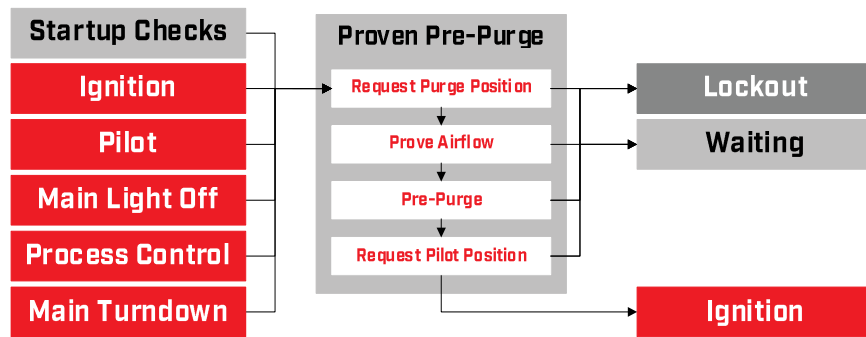 Startup Checks
Ignition
Pilot
Main Light Off
Process Control
Main Turndown
Proven Pre-Purge
Request Purge Position
Prove Airflow
Pre-Purge
Request Pilot Position
Lockout
Waiting
Ignition